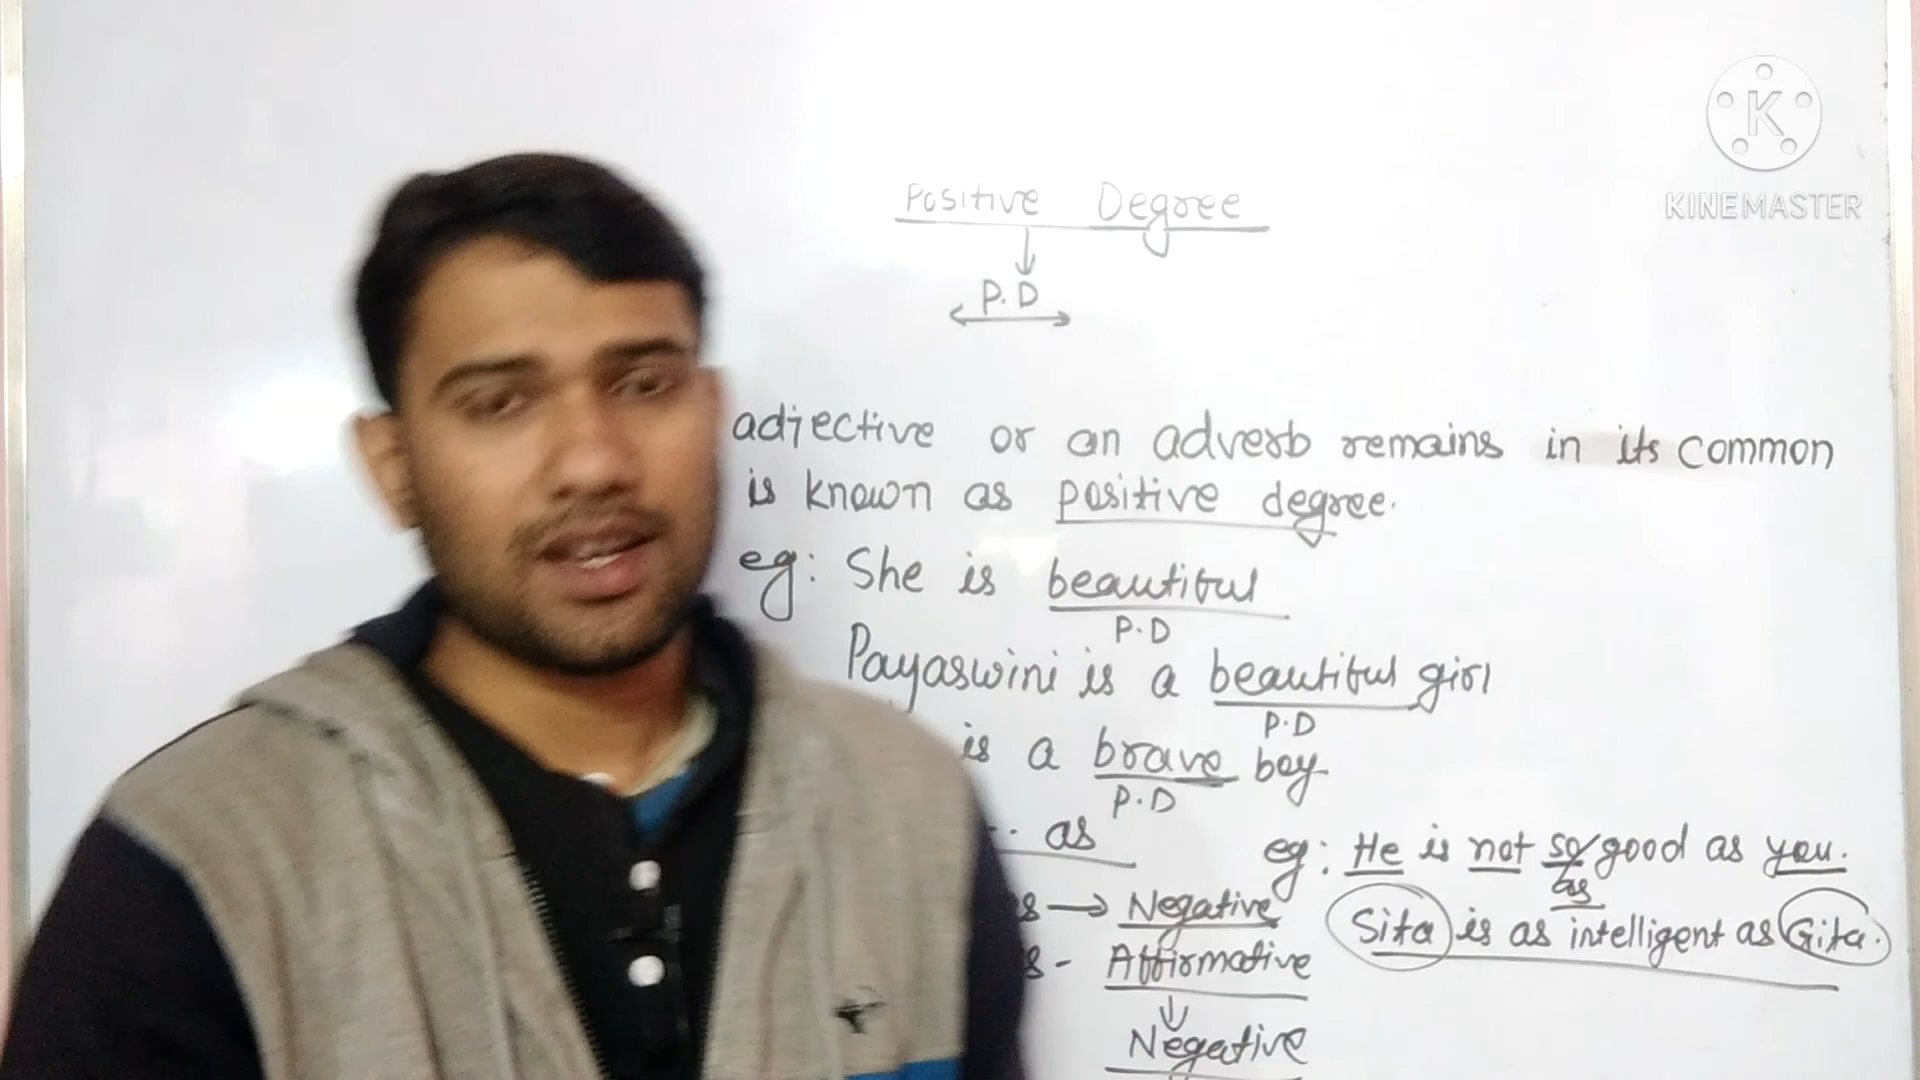 Positive Degree
P.D
K
KINEMASTER
adjective or an adverb remains in its common
is known as positive degree.
eg: She is beautiful
P.D
Payaswini is a beautiful girl
P.D
is a brave boy
P.D
as
eg: He is not so good as you.
as
Negative
Sita is as intelligent as Gita.
Affirmative
Negative